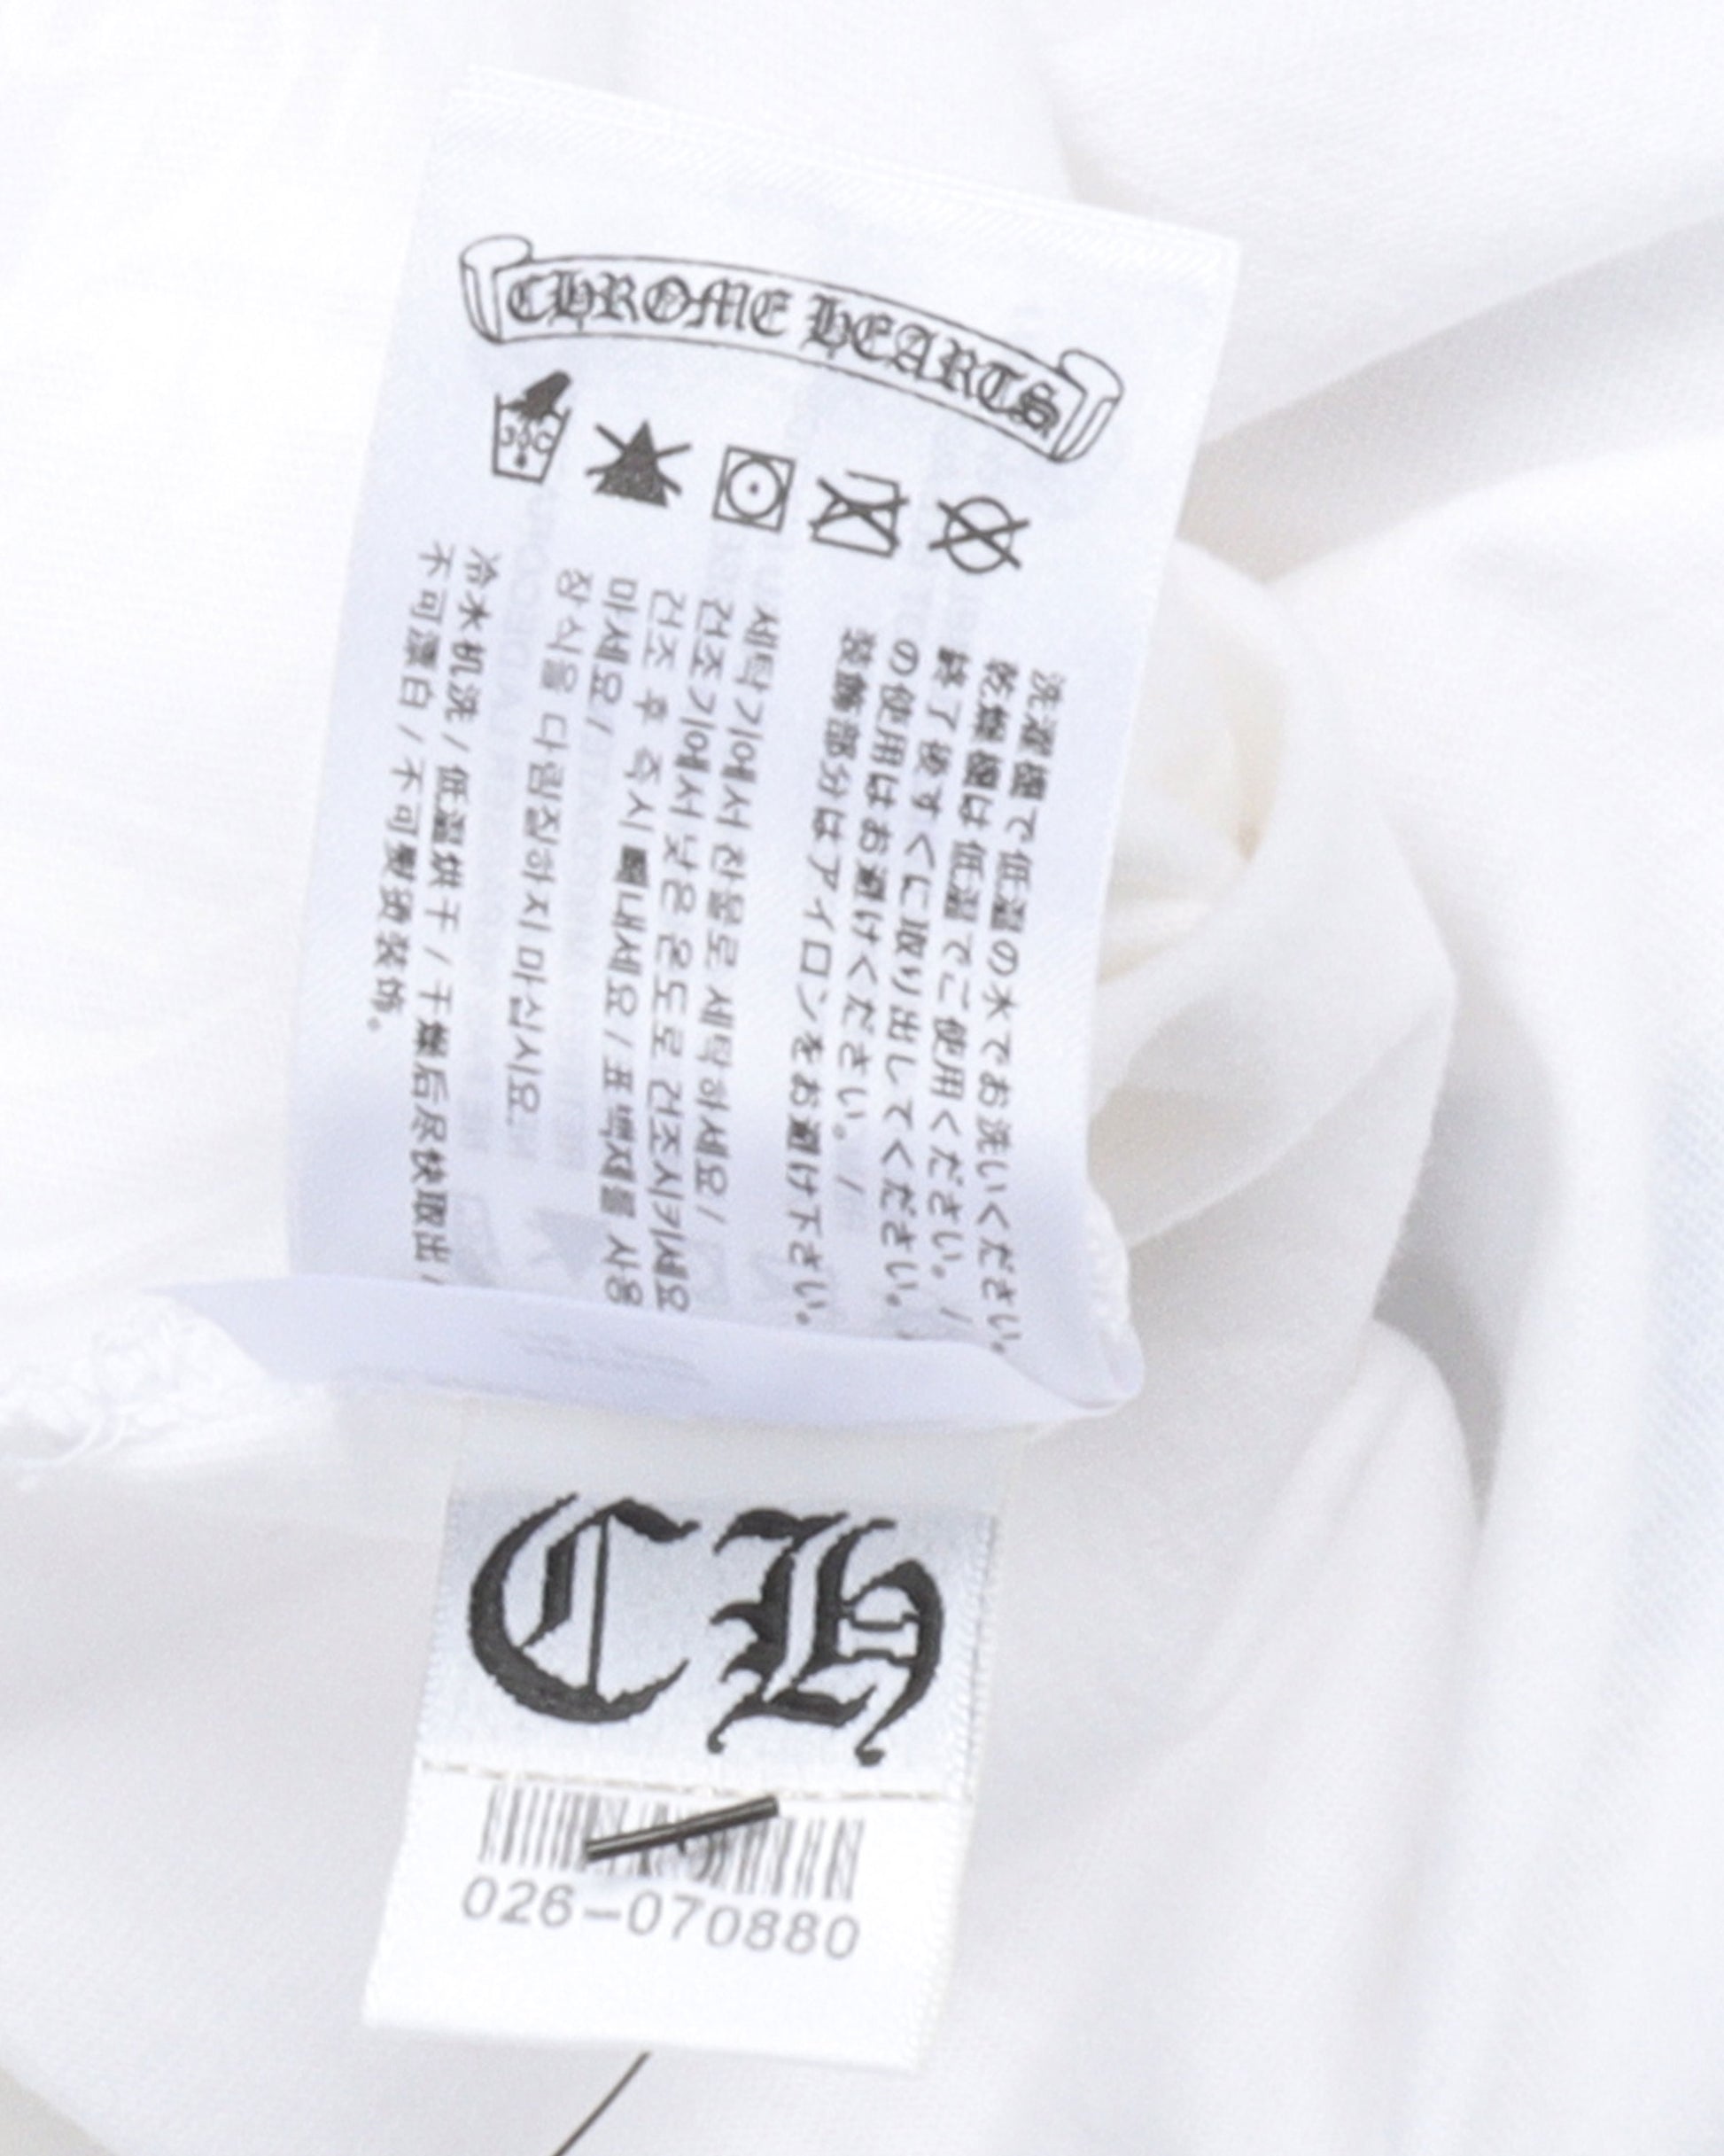 CHROME HEARTS
洗濯機で低温の水でお洗いください。
乾燥機は低温でご使用ください。/
終了後すぐに取り出してください。/
の使用はお避けください。/
装飾部分はアイロンをお避け下さい。
세탁기에서 찬물로 세탁하세요/
건조기에서 낮은 온도로 건조시키세요
건조 후 즉시 빼내세요/표백제를 사용
마세요/
장식을 다림질하지 마십시요.
冷水机洗/低温烘干/干燥后尽快取出/
不可漂白/不可熨烫装饰。
CH
026-070880